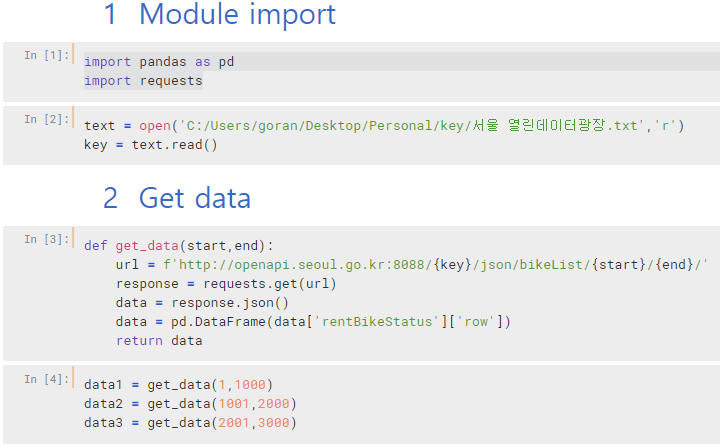 1 Module import
In [1]:
import pandas as pd
import requests
In [2]:
text = open('C:/Users/goran/Desktop/Personal/key/서울 열린데이터광장.txt','r')
key = text.read()
2 Get data
In [3]:
def get_data(start,end):
    url = f'http://openapi.seoul.go.kr:8088/{key}/json/bikeList/{start}/{end}/'
    response = requests.get(url)
    data = response.json()
    data = pd.DataFrame(data['rentBikeStatus']['row'])
    return data
In [4]:
data1 = get_data(1,1000)
data2 = get_data(1001,2000)
data3 = get_data(2001,3000)